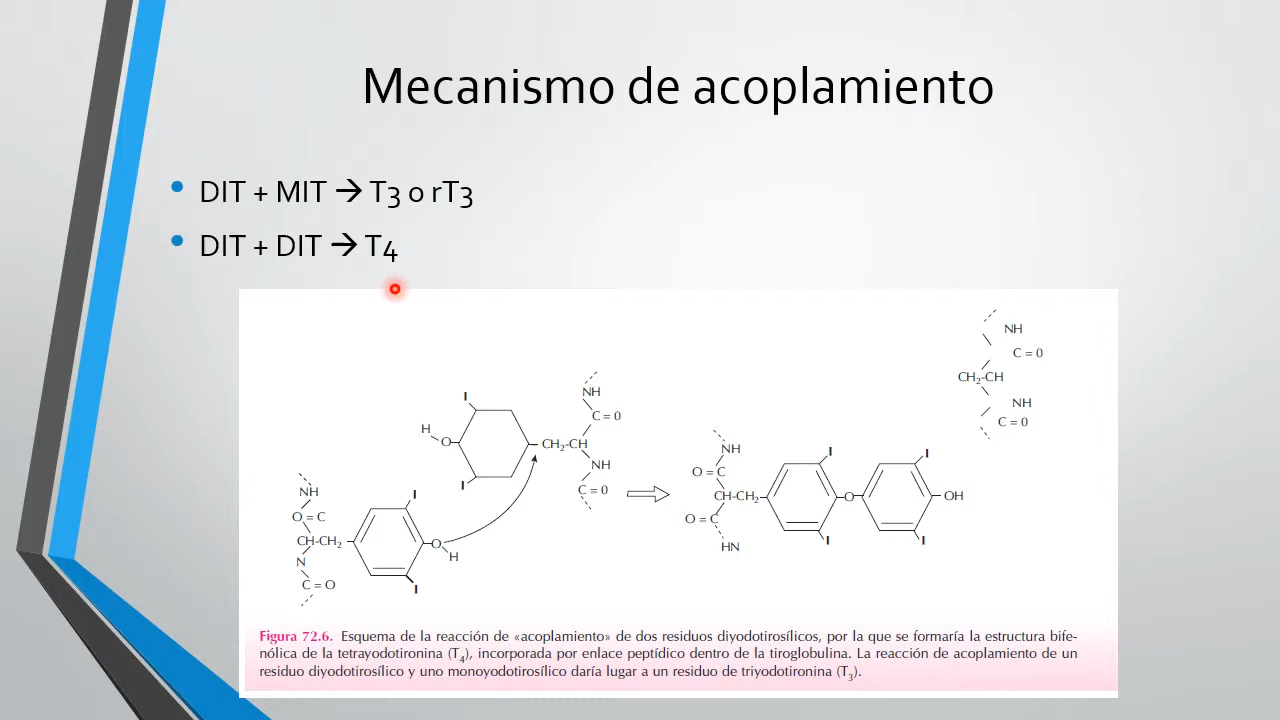 Mecanismo de acoplamiento
• DIT + MIT → T3 o rT3
• DIT + DIT → T4
NH
C = 0
CH2-CH
NH
C = 0
I
H
O
I
CH2-CH
NH
C = 0
NH
C = 0
NH
O = C
CH-CH2
N
C = O
I
O
H
I
NH
O = C
CH-CH2
O = C
HN
I
I
O
I
I
OH
Figura 72.6. Esquema de la reacción de «acoplamiento» de dos residuos diyodotirosílicos, por la que se formaría la estructura bife-
nólica de la tetrayodotironina (T4), incorporada por enlace peptídico dentro de la tiroglobulina. La reacción de acoplamiento de un
residuo diyodotirosílico y uno monoyodotirosílico daría lugar a un residuo de triyodotironina (T3).